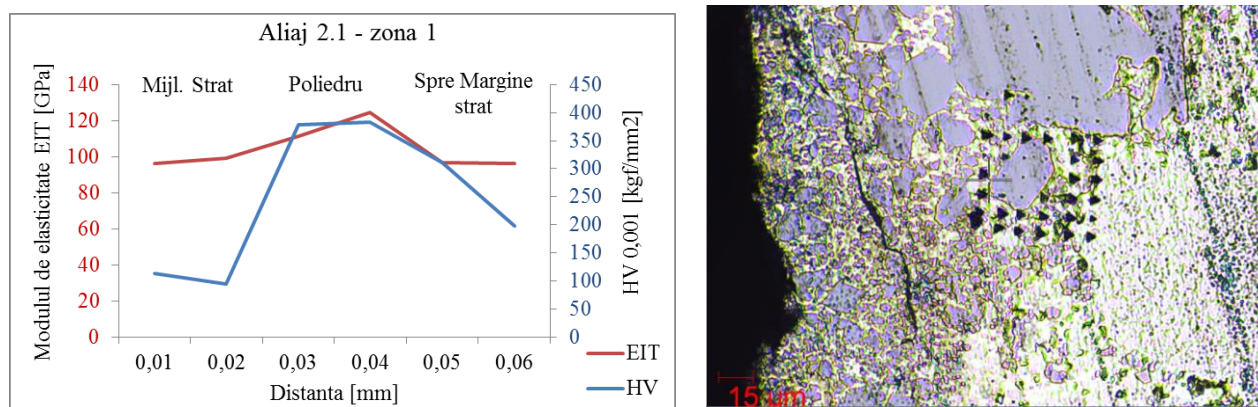 Aliaj 2.1 - zona 1
Modulul de elasticitate EIT [GPa]
140
120
100
80
60
40
20
0
Mijl. Strat
Poliedru
Spre Margine
strat
450
400
350
300
250
200
150
100
50
0
HV 0,001 [kgf/mm2]
0,01 0,02 0,03 0,04 0,05 0,06
Distanta [mm]
EIT
HV
15 µm